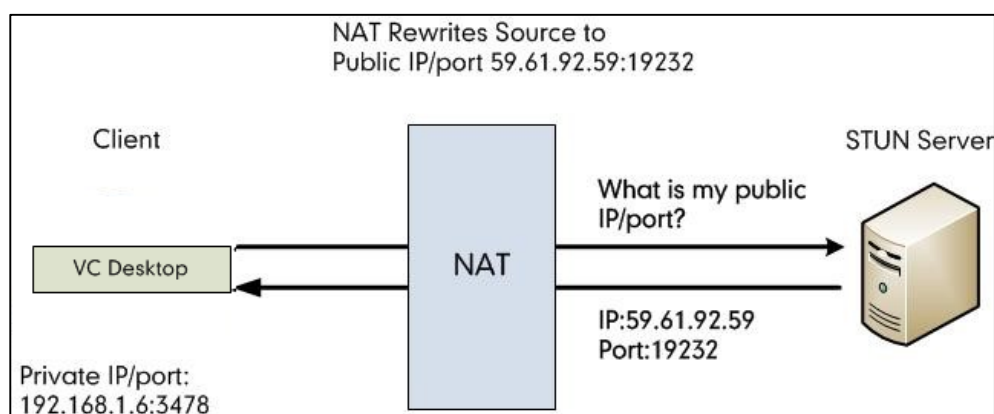 NAT Rewrites Source to
Public IP/port 59.61.92.59:19232
Client
STUN Server
What is my public
IP/port?
VC Desktop
NAT
IP:59.61.92.59
Port:19232
Private IP/port:
192.168.1.6:3478